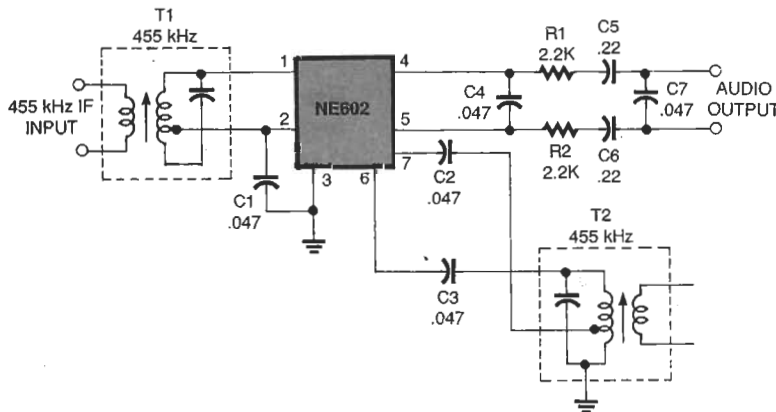 T1
455 kHz
455 kHz IF
INPUT
1
2
3
4
5
6
7
NE602
C1
.047
C2
.047
C3
.047
C4
.047
R1
2.2K
R2
2.2K
C5
.22
C6
.22
C7
.047
AUDIO
OUTPUT
T2
455 kHz